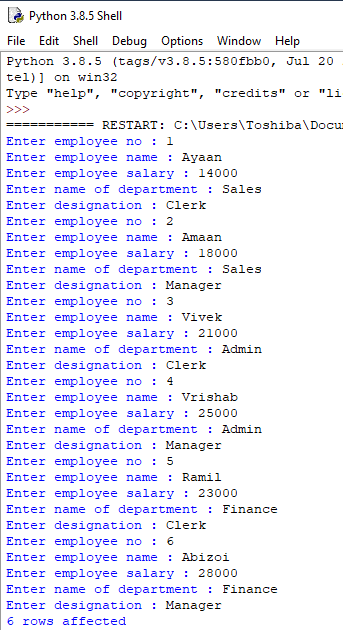 Python 3.8.5 Shell
File Edit Shell Debug Options Window Help
Python 3.8.5 (tags/v3.8.5:580fbb0, Jul 20
tel)] on win32
Type "help", "copyright", "credits" or "li
>>>
=========== RESTART: C:\Users\Toshiba\Docu
Enter employee no : 1
Enter employee name : Ayaan
Enter employee salary : 14000
Enter name of department : Sales
Enter designation : Clerk
Enter employee no : 2
Enter employee name : Amaan
Enter employee salary : 18000
Enter name of department : Sales
Enter designation : Manager
Enter employee no : 3
Enter employee name : Vivek
Enter employee salary : 21000
Enter name of department : Admin
Enter designation : Clerk
Enter employee no : 4
Enter employee name : Vrishab
Enter employee salary : 25000
Enter name of department : Admin
Enter designation : Manager
Enter employee no : 5
Enter employee name : Ramil
Enter employee salary : 23000
Enter name of department : Finance
Enter designation : Clerk
Enter employee no : 6
Enter employee name : Abizoi
Enter employee salary : 28000
Enter name of department : Finance
Enter designation : Manager
6 rows affected